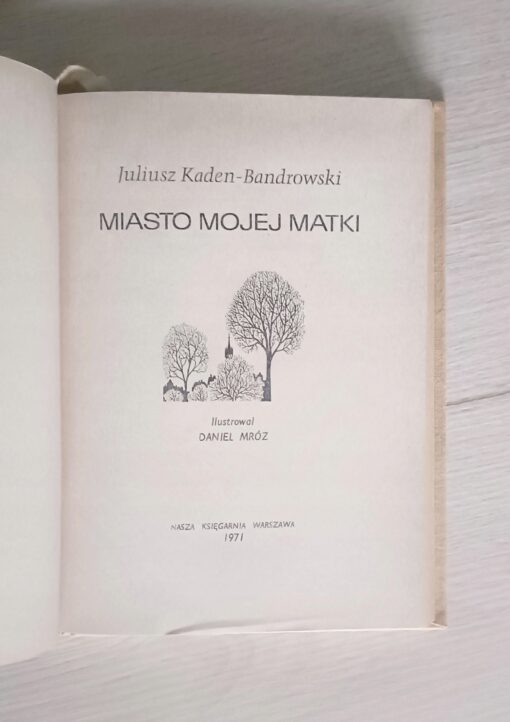 Juliusz Kaden-Bandrowski
MIASTO MOJEJ MATKI
Ilustrował
DANIEL MRÓZ
NASZA KSIĘGARNIA WARSZAWA
1971